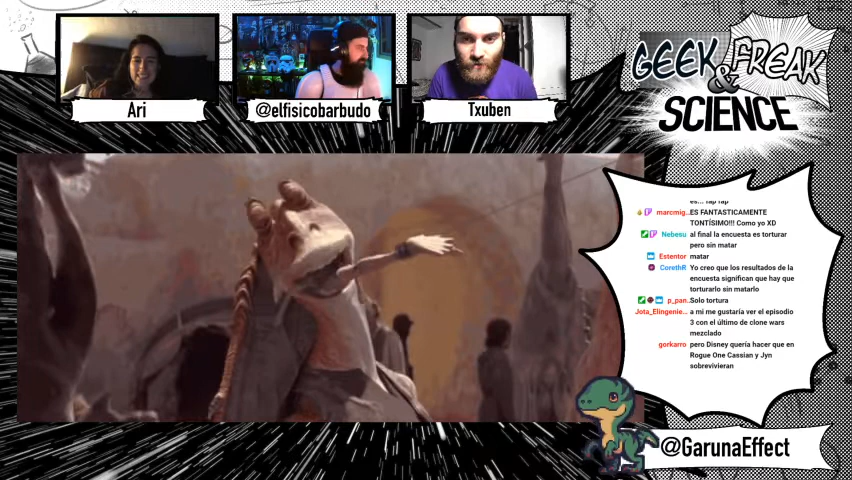 GEEK
&
FREAK
SCIENCE
Ari
@elfisicobarbudo
Txuben
marcmig.. ES FANTASTICAMENTE
TONTÍSIMO!!! Como yo XD
Nebesu al final la encuesta es torturar
pero sin matar
Estentor matar
CorethR Yo creo que los resultados de la
encuesta significan que hay que
torturarlo sin matarlo
p_pan.. Solo tortura
Jota_Elingenie... a mi me gustaría ver el episodio
3 con el último de clone wars
mezclado
gorkarro pero Disney quería hacer que en
Rogue One Cassian y Jyn
sobrevivieran
@GarunaEffect